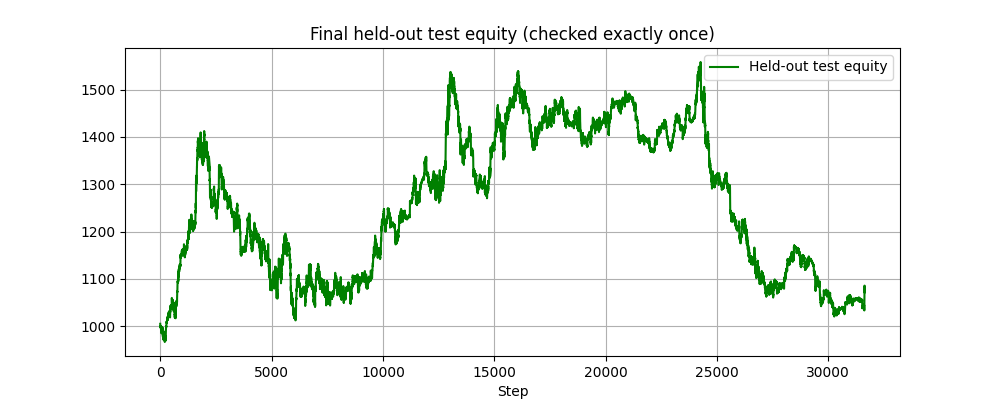 Final held-out test equity (checked exactly once)
Held-out test equity
1500
1400
1300
1200
1100
1000
0 5000 10000 15000 20000 25000 30000
Step